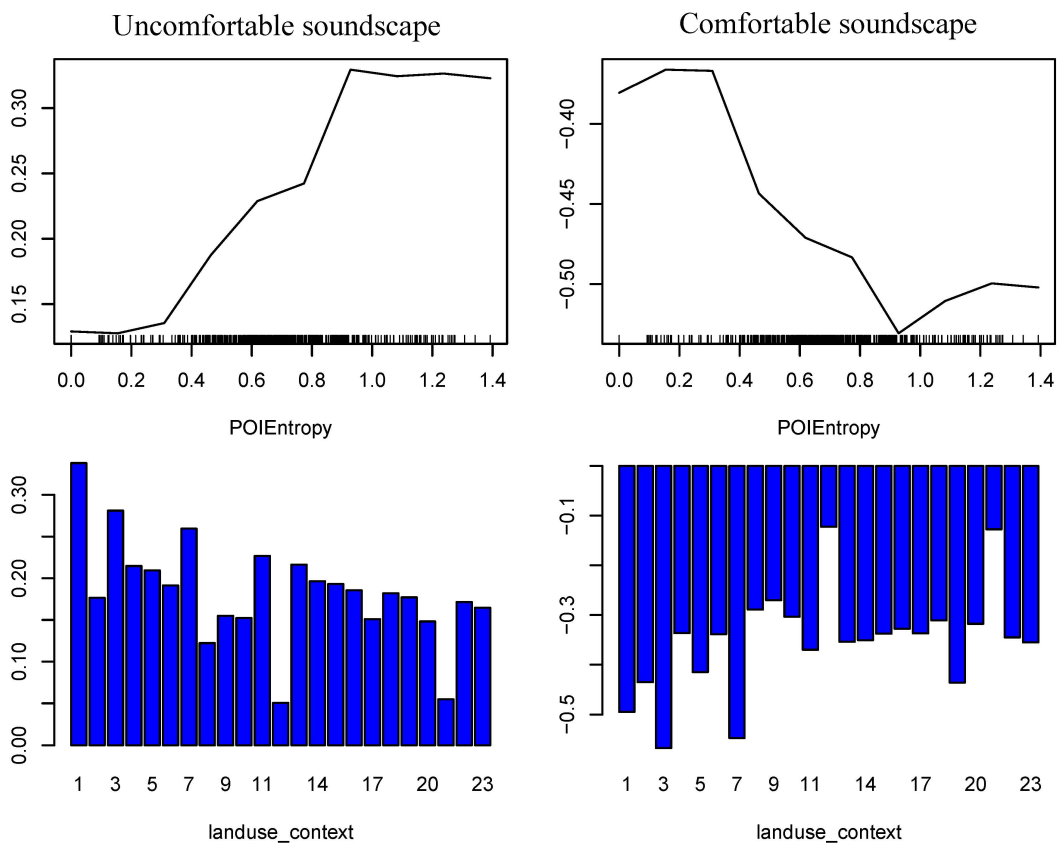 Uncomfortable soundscape
Comfortable soundscape
0.30
0.25
0.20
0.15
0.0 0.2 0.4 0.6 0.8 1.0 1.2 1.4
POIEntropy
−0.40
−0.45
−0.50
0.0 0.2 0.4 0.6 0.8 1.0 1.2 1.4
POIEntropy
0.30
0.20
0.10
0.00
1 3 5 7 9 11 14 17 20 23
landuse_context
−0.1
−0.3
−0.5
1 3 5 7 9 11 14 17 20 23
landuse_context